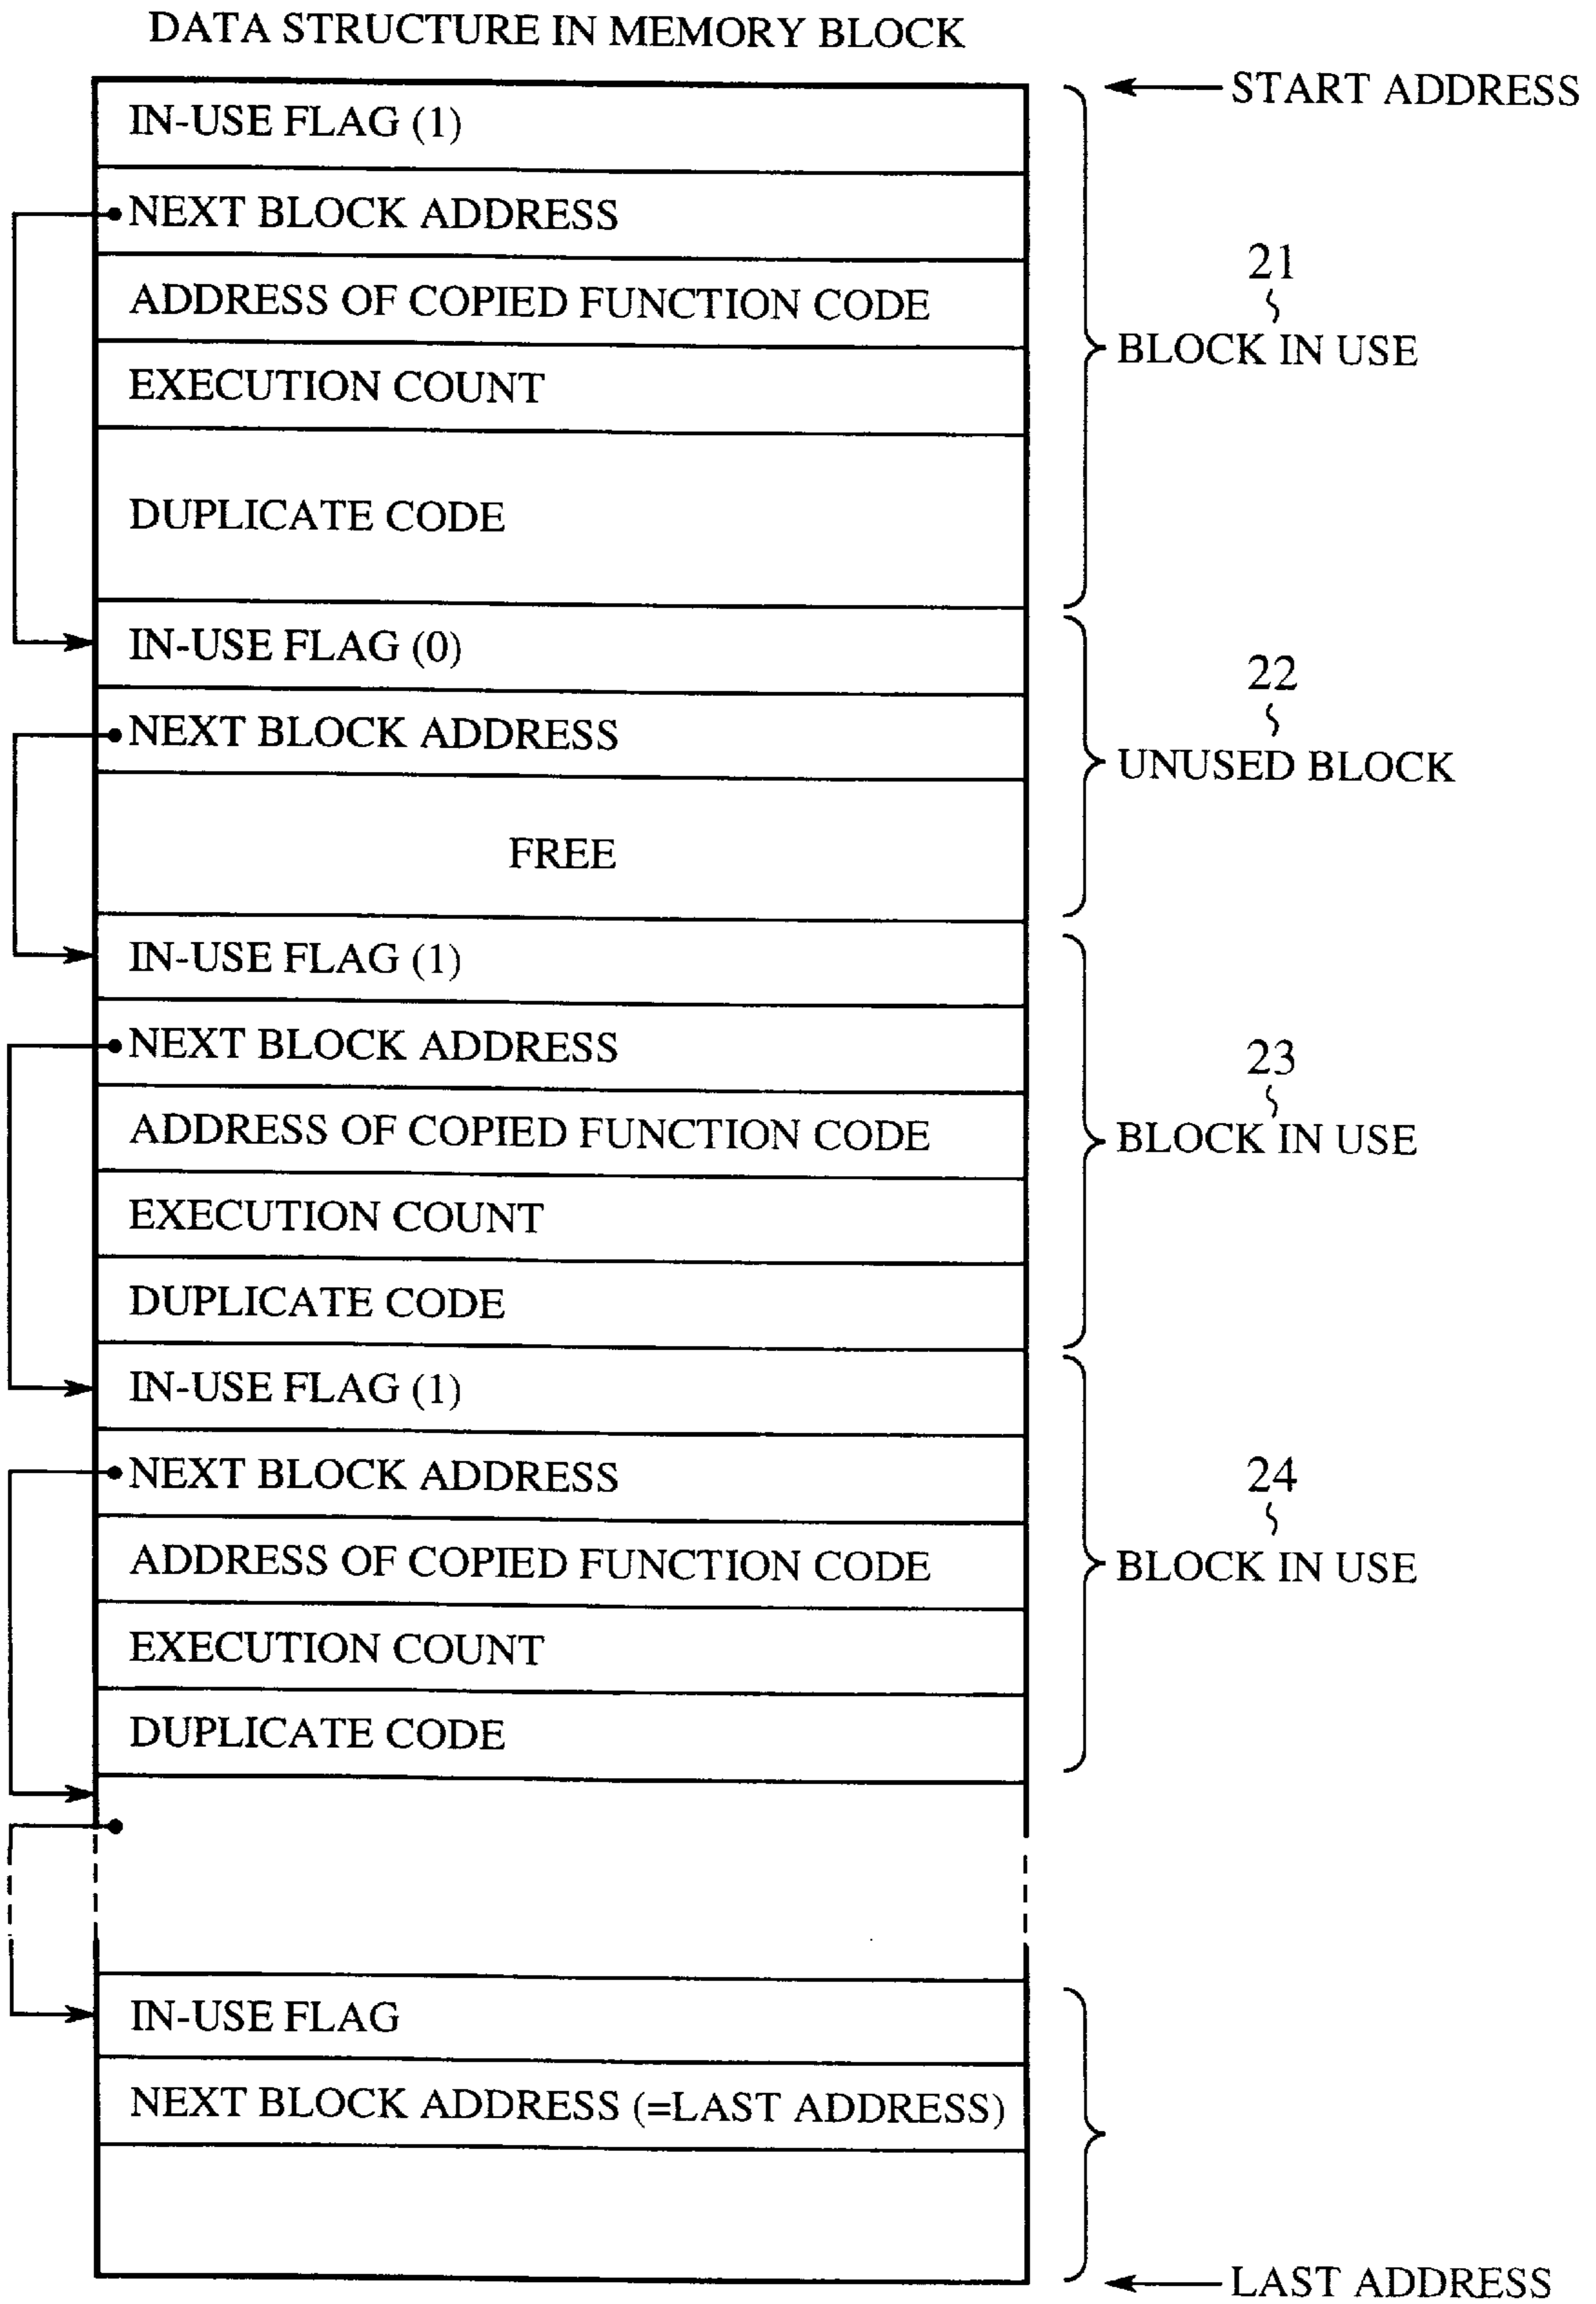 DATA STRUCTURE IN MEMORY BLOCK
START ADDRESS
IN-USE FLAG (1)
NEXT BLOCK ADDRESS
ADDRESS OF COPIED FUNCTION CODE
EXECUTION COUNT
DUPLICATE CODE
21
BLOCK IN USE
IN-USE FLAG (0)
NEXT BLOCK ADDRESS
FREE
22
UNUSED BLOCK
IN-USE FLAG (1)
NEXT BLOCK ADDRESS
ADDRESS OF COPIED FUNCTION CODE
EXECUTION COUNT
DUPLICATE CODE
23
BLOCK IN USE
IN-USE FLAG (1)
NEXT BLOCK ADDRESS
ADDRESS OF COPIED FUNCTION CODE
EXECUTION COUNT
DUPLICATE CODE
24
BLOCK IN USE
IN-USE FLAG
NEXT BLOCK ADDRESS (=LAST ADDRESS)
LAST ADDRESS